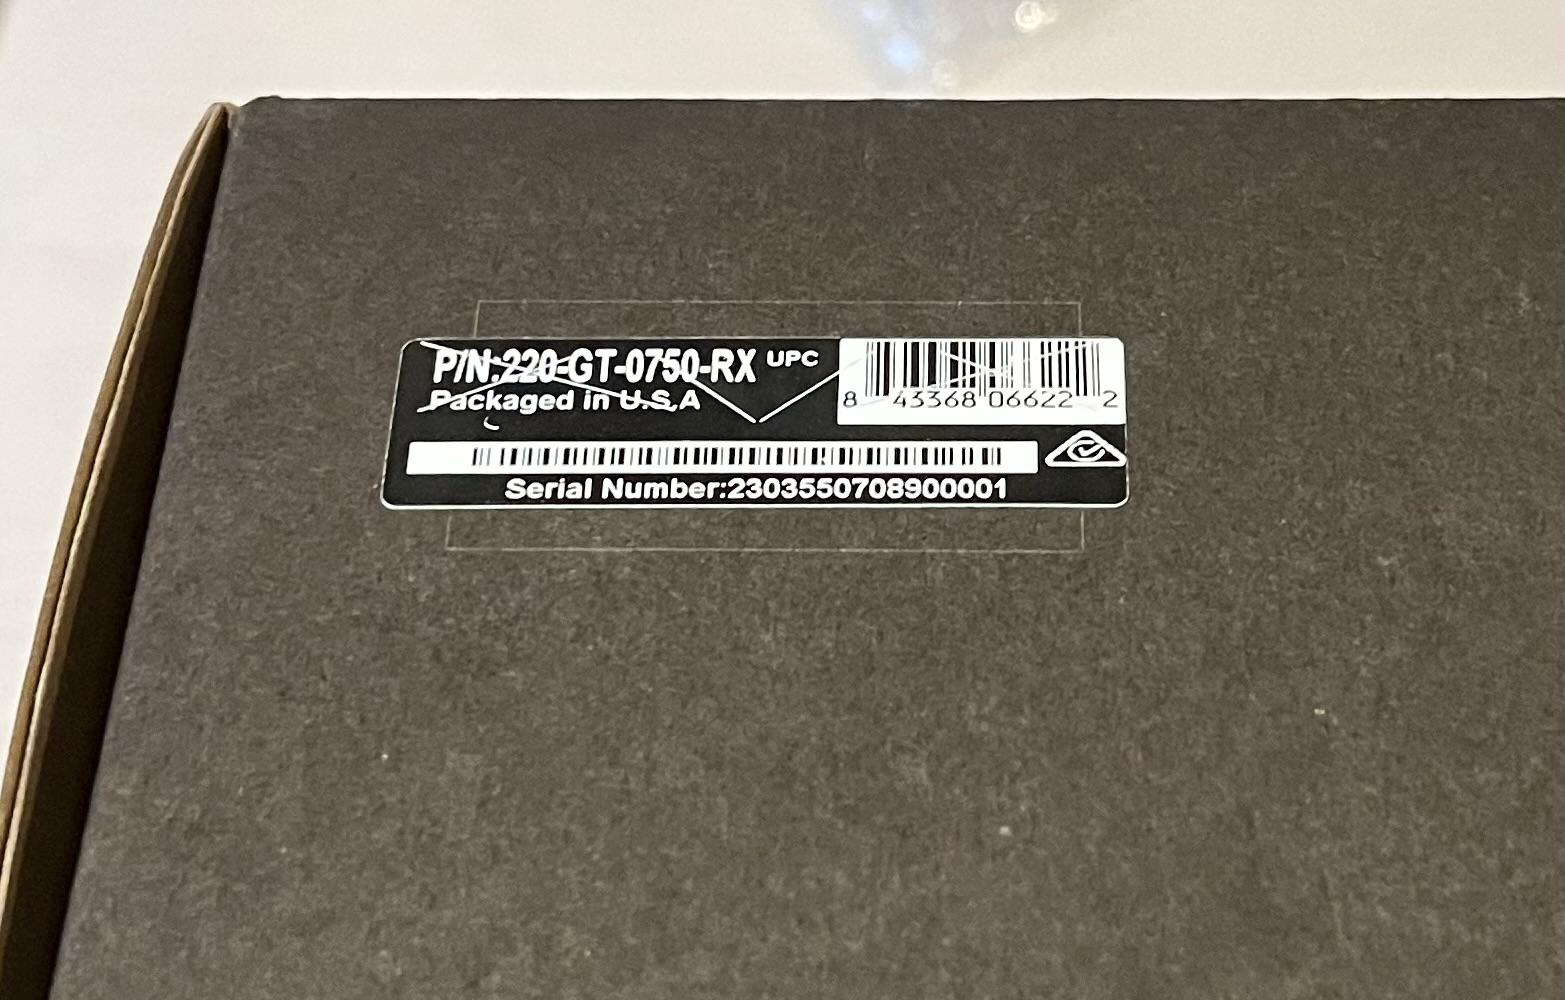 P/N:220-GT-0750-RX UPC
Packaged in U.S.A
8 43368 06622 2
Serial Number:2303550708900001